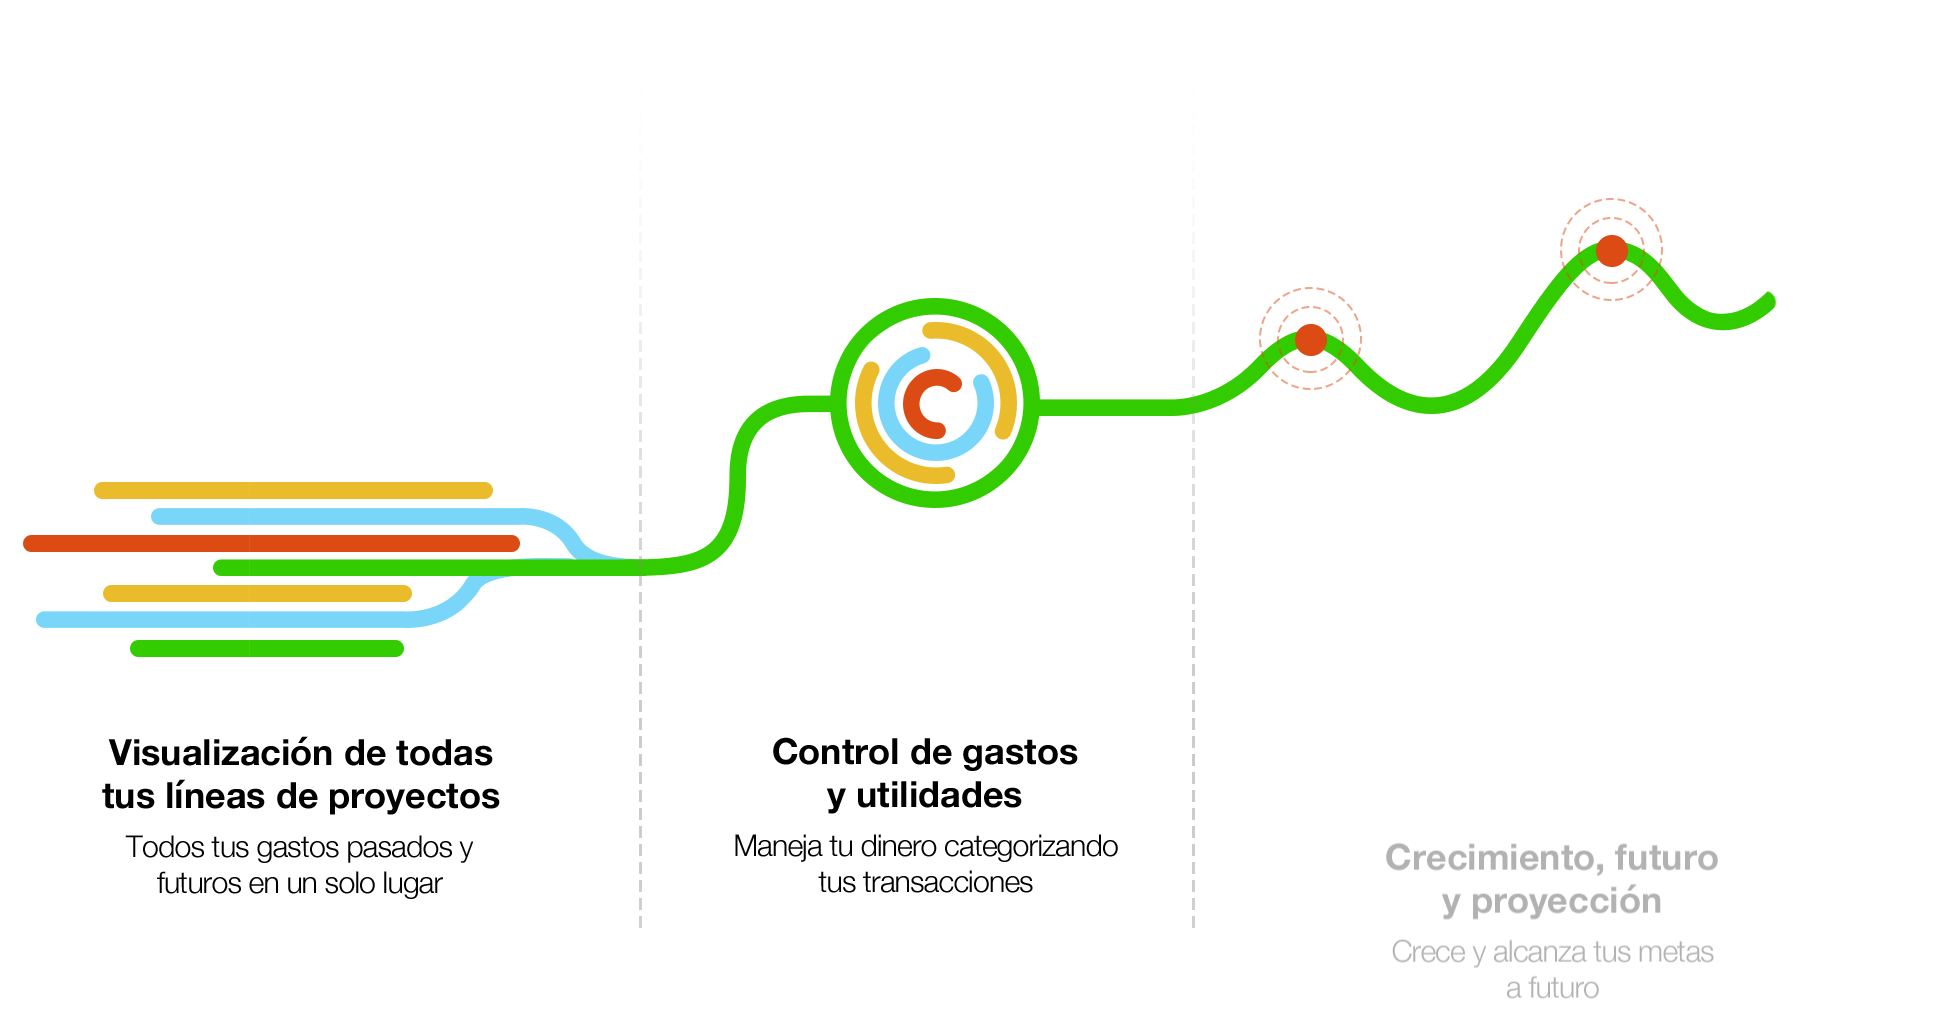 Visualización de todas
tus líneas de proyectos
Todos tus gastos pasados y
futuros en un solo lugar
Control de gastos
y utilidades
Maneja tu dinero categorizando
tus transacciones
Crecimiento, futuro
y proyección
Crece y alcanza tus metas
a futuro